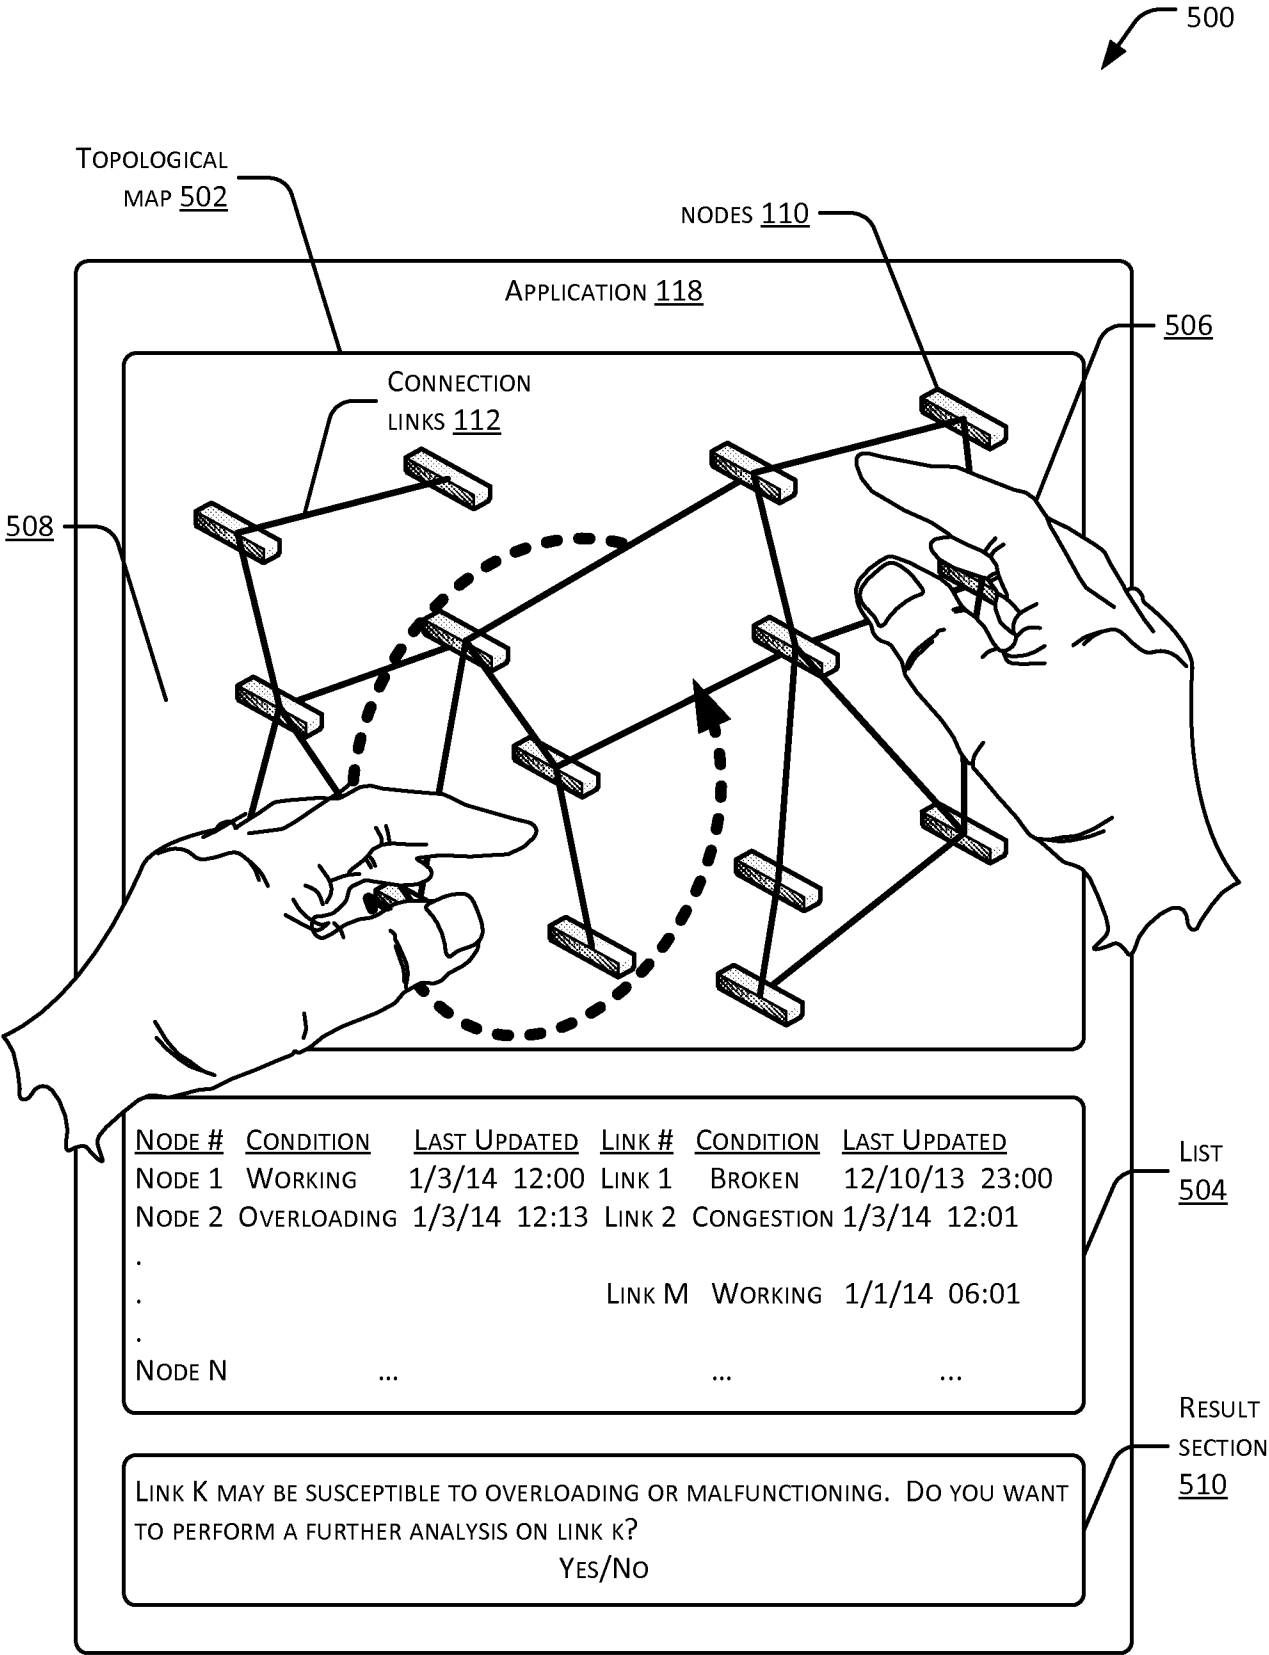 500
Topological
map 502
nodes 110
Application 118
506
Connection
links 112
508
Node # Condition Last Updated Link # Condition Last Updated
Node 1 Working 1/3/14 12:00 Link 1 Broken 12/10/13 23:00
Node 2 Overloading 1/3/14 12:13 Link 2 Congestion 1/3/14 12:01
.
. Link M Working 1/1/14 06:01
.
Node N ... ... ...
List
504
Result
section
510
Link K may be susceptible to overloading or malfunctioning. Do you want
to perform a further analysis on link k?
Yes/No